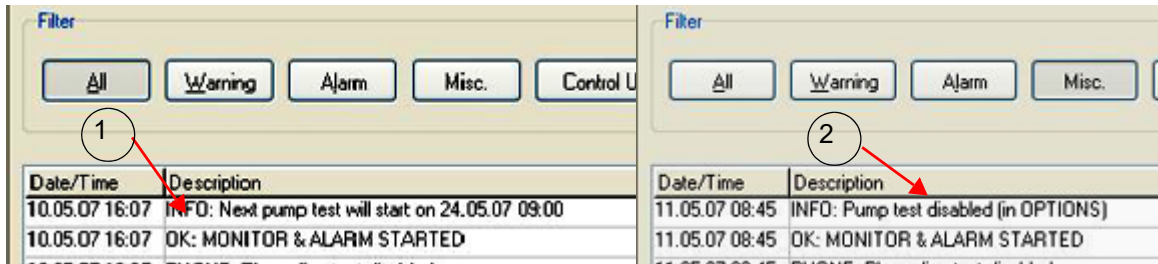 Filter
All Warning Alarm Misc. Control U
1
Date/Time Description
10.05.07 16:07 INFO: Next pump test will start on 24.05.07 09:00
10.05.07 16:07 OK: MONITOR & ALARM STARTED
Filter
All Warning Alarm Misc.
2
Date/Time Description
11.05.07 08:45 INFO: Pump test disabled (in OPTIONS)
11.05.07 08:45 OK: MONITOR & ALARM STARTED